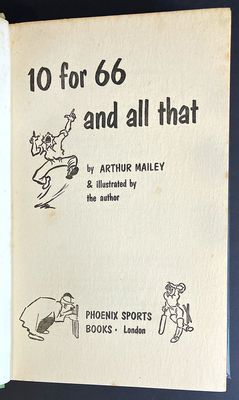 10 for 66
and all that
by ARTHUR MAILEY
& illustrated by
the author
PHOENIX SPORTS
BOOKS · London